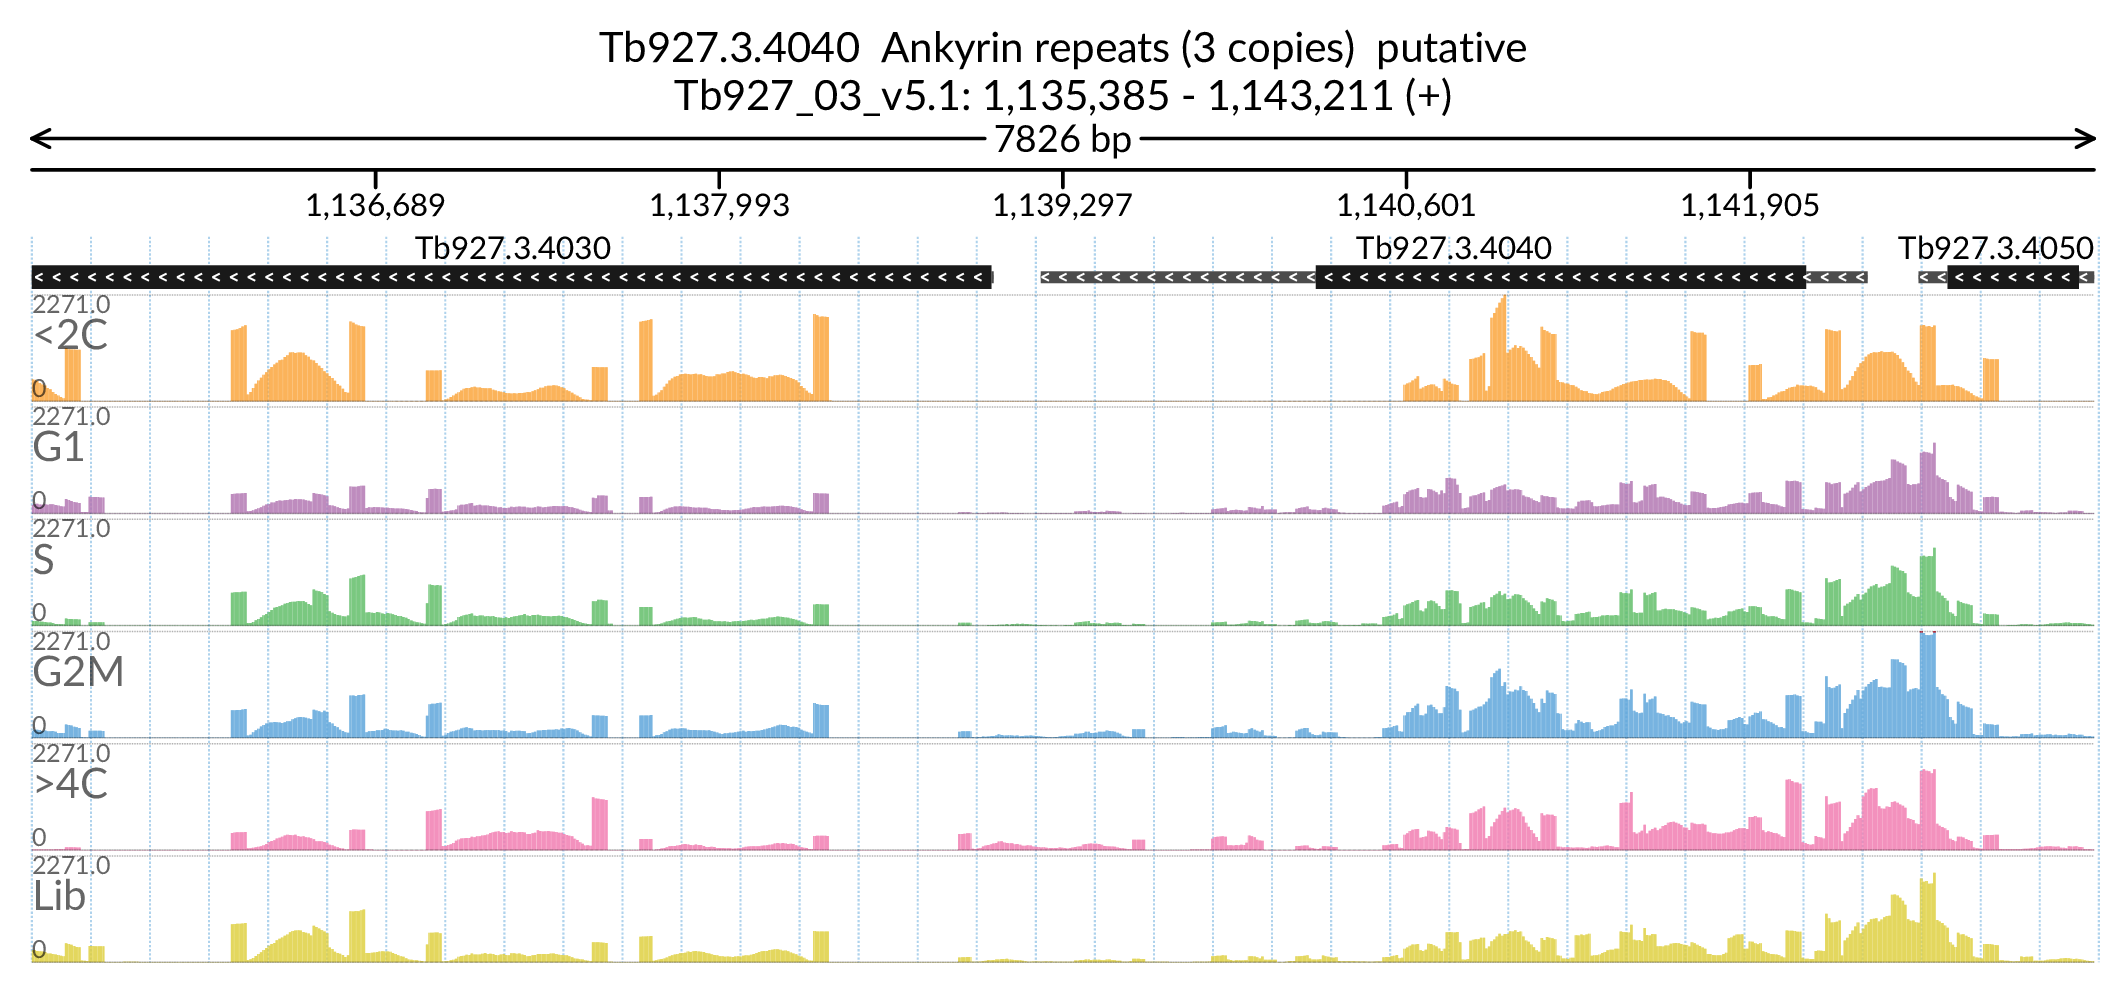 Tb927.3.4040  Ankyrin repeats (3 copies)  putative
Tb927_03_v5.1: 1,135,385 - 1,143,211 (+)
7826 bp
1,136,689 1,137,993 1,139,297 1,140,601 1,141,905
Tb927.3.4030 Tb927.3.4040 Tb927.3.4050
2271.0
<2C
0
2271.0
G1
0
2271.0
S
0
2271.0
G2M
0
2271.0
>4C
0
2271.0
Lib
0